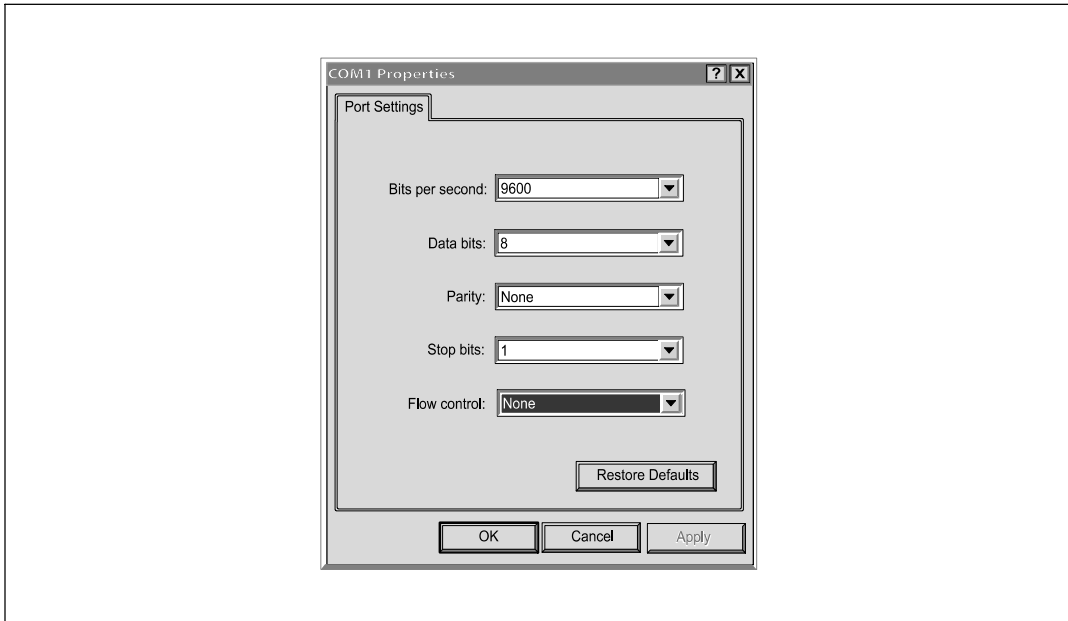 COM1 Properties ? X
Port Settings
Bits per second: 9600
Data bits: 8
Parity: None
Stop bits: 1
Flow control: None
Restore Defaults
OK Cancel Apply